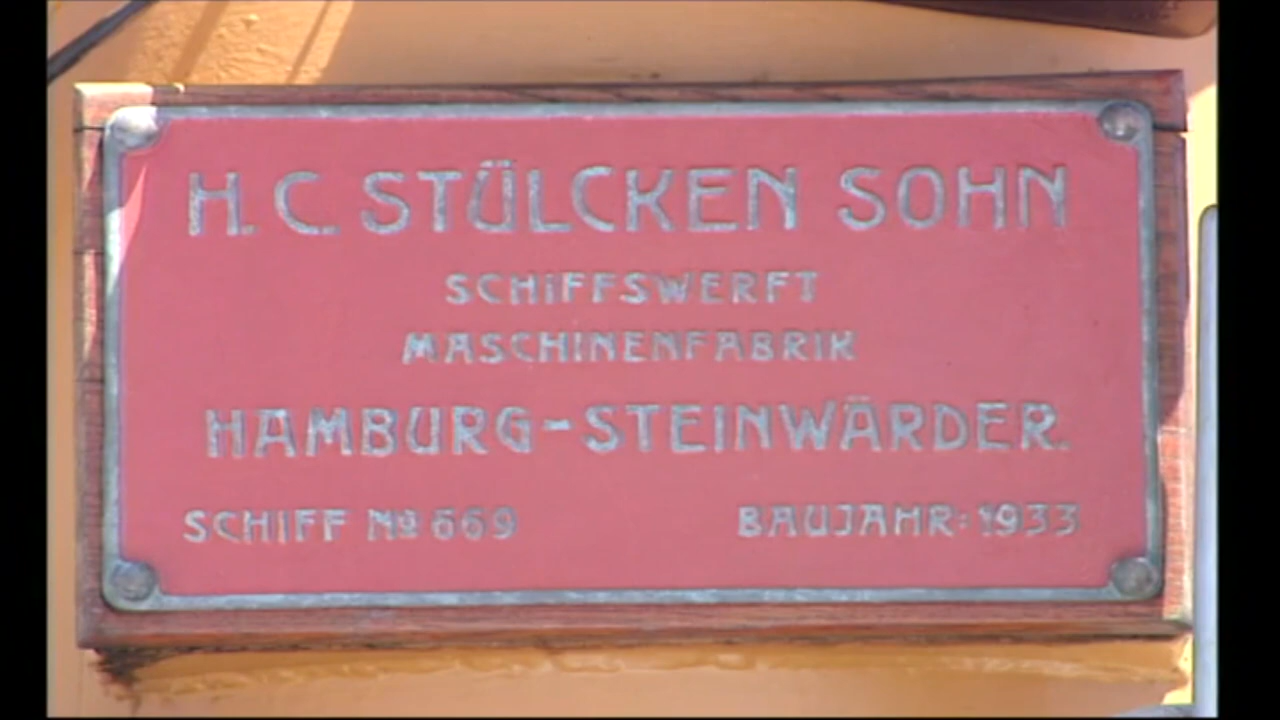 H. C. STÜLCKEN SOHN
SCHIFFSWERFT
MASCHINENFABRIK
HAMBURG-STEINWÄRDER.
SCHIFF No 669 BAUJAHR: 1933